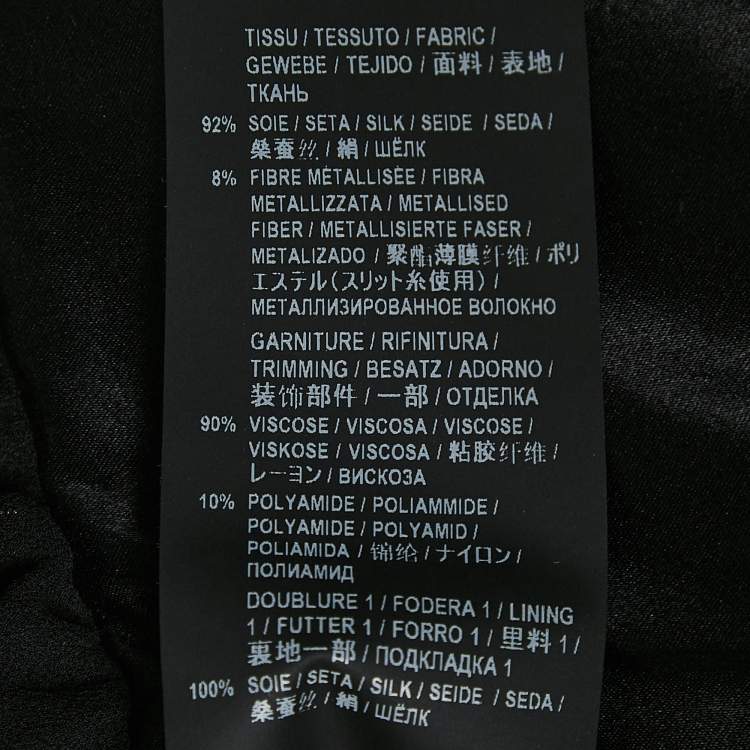 TISSU / TESSUTO / FABRIC /
GEWEBE / TEJIDO / 面料 / 表地 /
ТКАНЬ
92% SOIE / SETA / SILK / SEIDE / SEDA /
桑蚕丝 / 絹 / ШЁЛК
8% FIBRE MÉTALLISÉE / FIBRA
METALLIZZATA / METALLISED
FIBER / METALLISIERTE FASER /
METALIZADO / 聚酯薄膜纤维 / ポリ
エステル(スリット糸使用) /
МЕТАЛЛИЗИРОВАННОЕ ВОЛОКНО
GARNITURE / RIFINITURA /
TRIMMING / BESATZ / ADORNO /
装饰部件 / 一部 / ОТДЕЛКА
90% VISCOSE / VISCOSA / VISCOSE /
VISKOSE / VISCOSA / 粘胶纤维 /
レーヨン / ВИСКОЗА
10% POLYAMIDE / POLIAMMIDE /
POLYAMIDE / POLYAMID /
POLIAMIDA / 锦纶 / ナイロン /
ПОЛИАМИД
DOUBLURE 1 / FODERA 1 / LINING
1 / FUTTER 1 / FORRO 1 / 里料 1 /
裏地一部 / ПОДКЛАДКА 1
100% SOIE / SETA / SILK / SEIDE / SEDA /
桑蚕丝 / 絹 / ШЁЛК